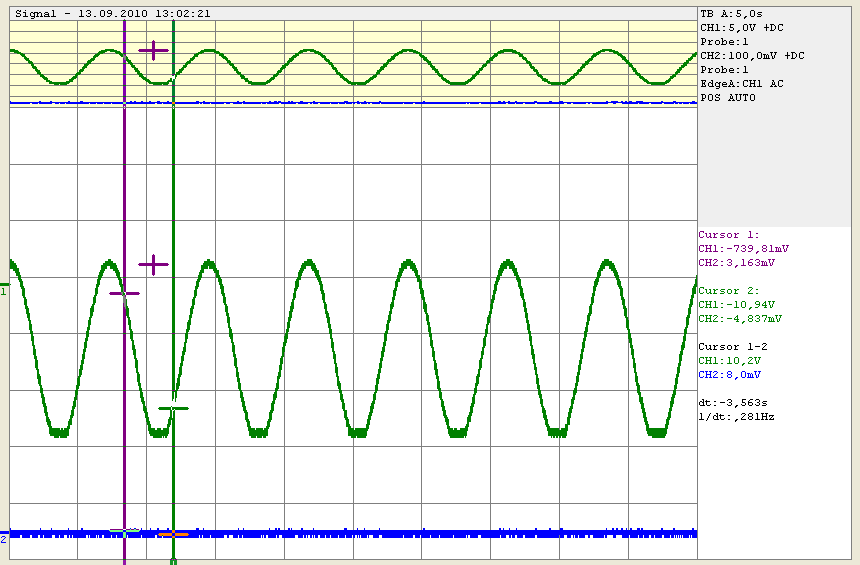 Signal - 13.09.2010 13:02:21
TB A:5,0s
CH1:5,0V +DC
Probe:1
CH2:100,0mV +DC
Probe:1
EdgeA:CH1 AC
POS AUTO
Cursor 1:
CH1:-739,81mV
CH2:3,163mV
Cursor 2:
CH1:-10,94V
CH2:-4,837mV
Cursor 1-2
CH1:10,2V
CH2:8,0mV
dt:-3,563s
1/dt:,281Hz
1
2